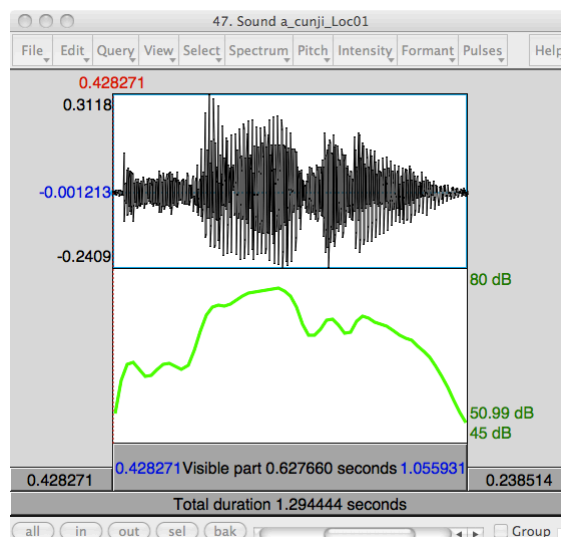 47. Sound a_cunji_Loc01
File Edit Query View Select Spectrum Pitch Intensity Formant Pulses Help
0.428271
0.3118
-0.001213
-0.2409
80 dB
50.99 dB
45 dB
0.428271 0.428271 Visible part 0.627660 seconds 1.055931 0.238514
Total duration 1.294444 seconds
all in out sel bak Group